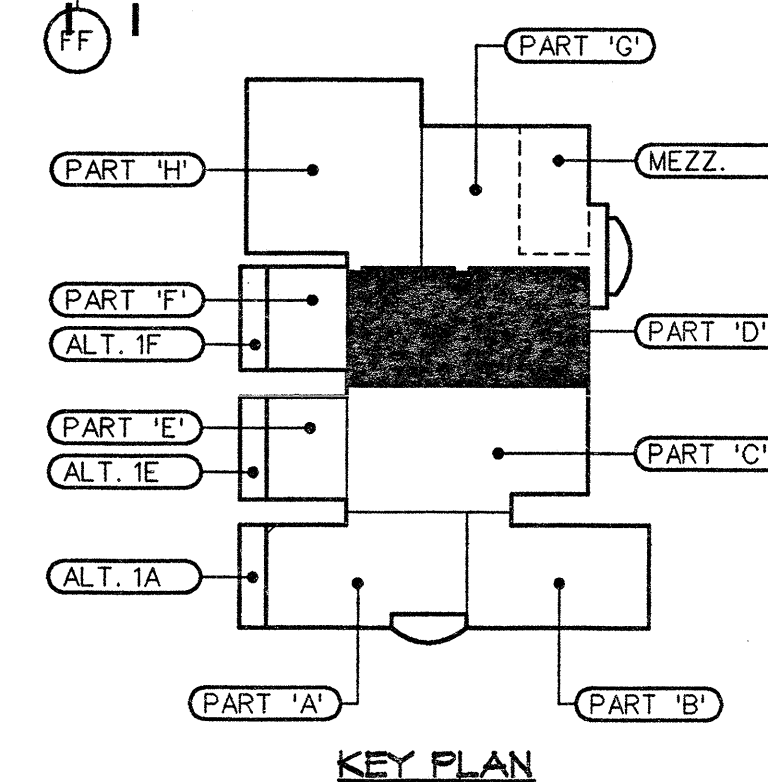 FF
PART 'G'
PART 'H'
MEZZ.
PART 'F'
ALT. 1F
PART 'D'
PART 'E'
ALT. 1E
PART 'C'
ALT. 1A
PART 'A'
PART 'B'
KEY PLAN